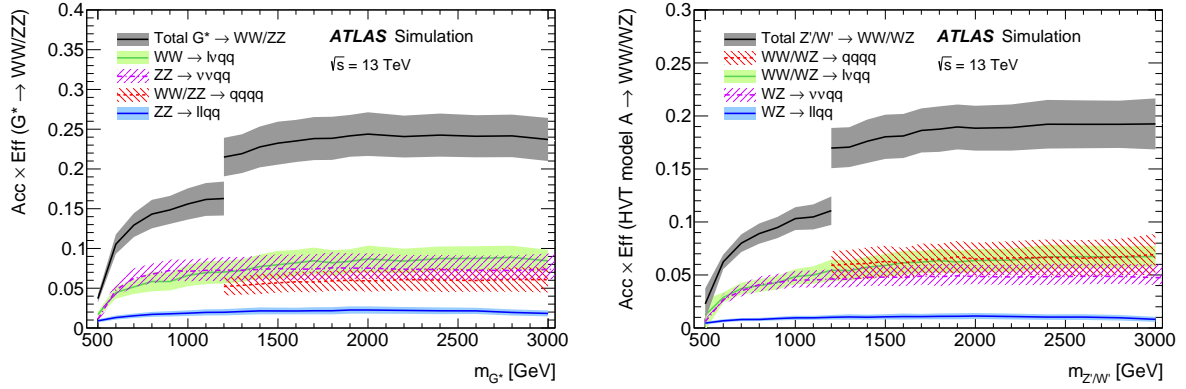 Acc × Eff (G* → WW/ZZ)
0.4
0.35
0.3
0.25
0.2
0.15
0.1
0.05
0
Total G* → WW/ZZ
WW → lνqq
ZZ → ννqq
WW/ZZ → qqqq
ZZ → llqq
ATLAS Simulation
√s = 13 TeV
500 1000 1500 2000 2500 3000
m_G* [GeV]
Acc × Eff (HVT model A → WW/WZ)
0.3
0.25
0.2
0.15
0.1
0.05
0
Total Z'/W' → WW/WZ
WW/WZ → qqqq
WW/WZ → lνqq
WZ → ννqq
WZ → llqq
ATLAS Simulation
√s = 13 TeV
500 1000 1500 2000 2500 3000
m_Z'/W' [GeV]